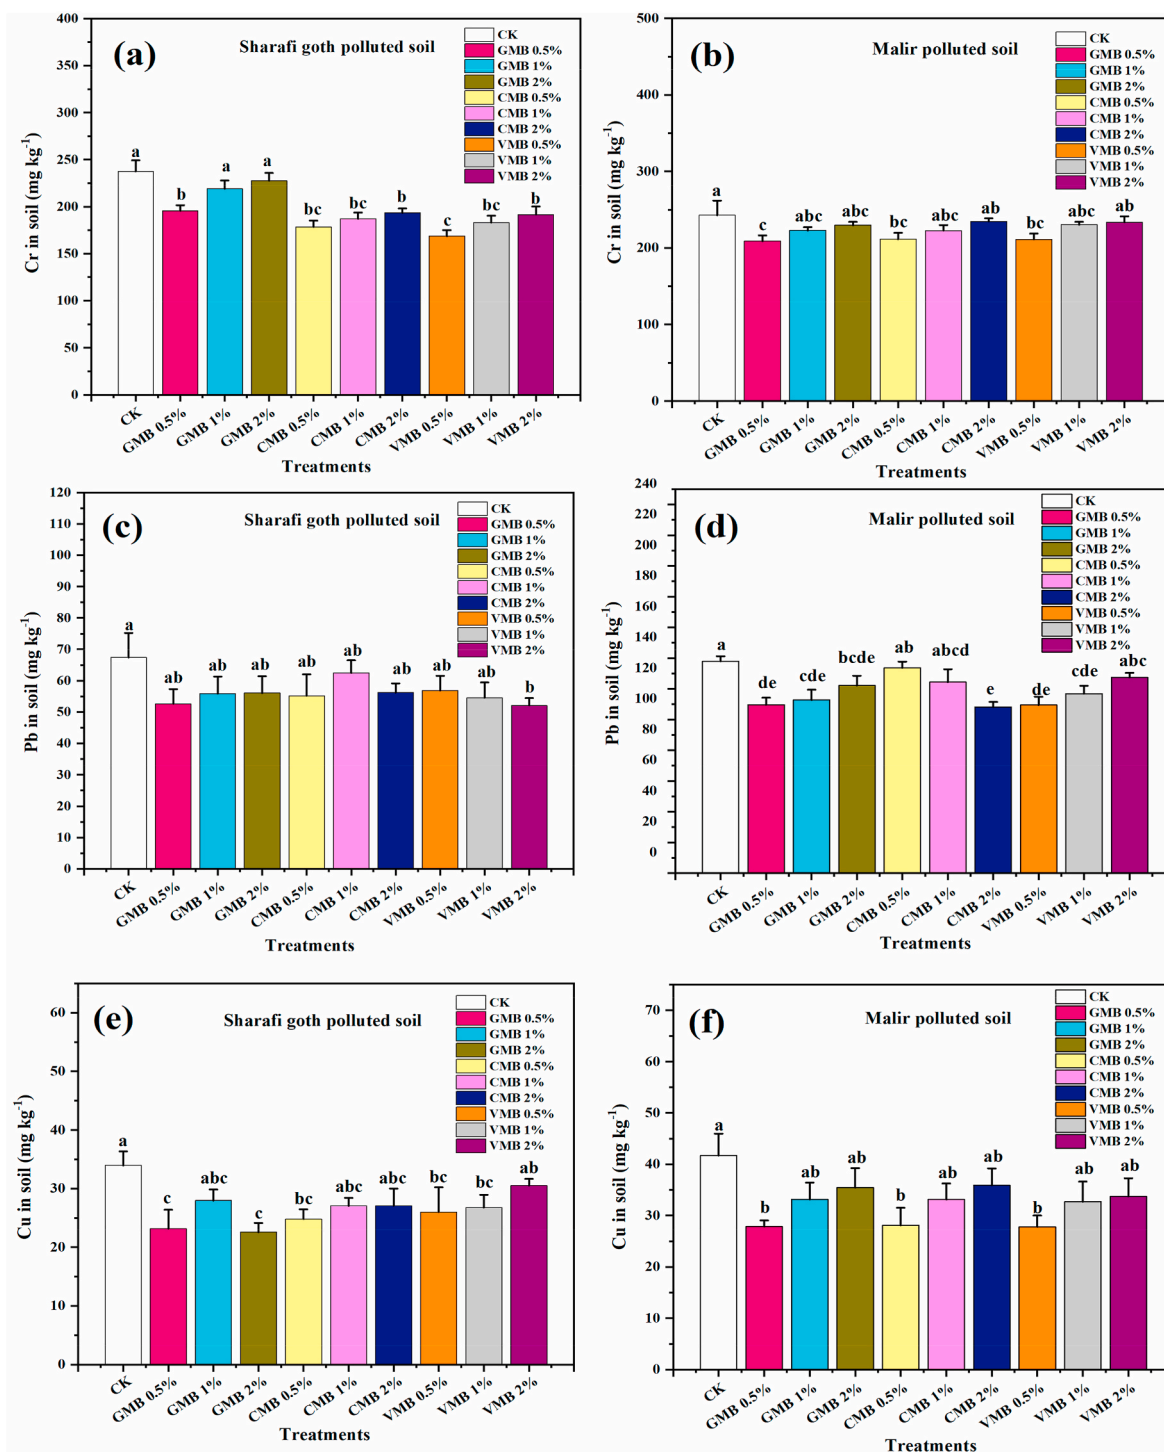 (a)
Sharafi goth polluted soil
CK
GMB 0.5%
GMB 1%
GMB 2%
CMB 0.5%
CMB 1%
CMB 2%
VMB 0.5%
VMB 1%
VMB 2%
400
350
300
250
200
150
100
50
0
Cr in soil (mg kg-1)
a b a a bc bc b c bc b
CK GMB 0.5% GMB 1% GMB 2% CMB 0.5% CMB 1% CMB 2% VMB 0.5% VMB 1% VMB 2%
Treatments
(b)
Malir polluted soil
CK
GMB 0.5%
GMB 1%
GMB 2%
CMB 0.5%
CMB 1%
CMB 2%
VMB 0.5%
VMB 1%
VMB 2%
500
400
300
200
100
0
Cr in soil (mg kg-1)
a c abc abc bc abc ab bc abc ab
CK GMB 0.5% GMB 1% GMB 2% CMB 0.5% CMB 1% CMB 2% VMB 0.5% VMB 1% VMB 2%
Treatments
(c)
Sharafi goth polluted soil
CK
GMB 0.5%
GMB 1%
GMB 2%
CMB 0.5%
CMB 1%
CMB 2%
VMB 0.5%
VMB 1%
VMB 2%
120
110
100
90
80
70
60
50
40
30
20
10
0
Pb in soil (mg kg-1)
a ab ab ab ab ab ab ab ab b
CK GMB 0.5% GMB 1% GMB 2% CMB 0.5% CMB 1% CMB 2% VMB 0.5% VMB 1% VMB 2%
Treatments
(d)
Malir polluted soil
CK
GMB 0.5%
GMB 1%
GMB 2%
CMB 0.5%
CMB 1%
CMB 2%
VMB 0.5%
VMB 1%
VMB 2%
240
220
200
180
160
140
120
100
80
60
40
20
0
Pb in soil (mg kg-1)
a de cde bcde ab abcd e de cde abc
CK GMB 0.5% GMB 1% GMB 2% CMB 0.5% CMB 1% CMB 2% VMB 0.5% VMB 1% VMB 2%
Treatments
(e)
Sharafi goth polluted soil
CK
GMB 0.5%
GMB 1%
GMB 2%
CMB 0.5%
CMB 1%
CMB 2%
VMB 0.5%
VMB 1%
VMB 2%
60
50
40
30
20
10
0
Cu in soil (mg kg-1)
a c abc c bc abc abc bc bc ab
CK GMB 0.5% GMB 1% GMB 2% CMB 0.5% CMB 1% CMB 2% VMB 0.5% VMB 1% VMB 2%
Treatments
(f)
Malir polluted soil
CK
GMB 0.5%
GMB 1%
GMB 2%
CMB 0.5%
CMB 1%
CMB 2%
VMB 0.5%
VMB 1%
VMB 2%
70
60
50
40
30
20
10
0
Cu in soil (mg kg-1)
a b ab ab b ab ab b ab ab
CK GMB 0.5% GMB 1% GMB 2% CMB 0.5% CMB 1% CMB 2% VMB 0.5% VMB 1% VMB 2%
Treatments